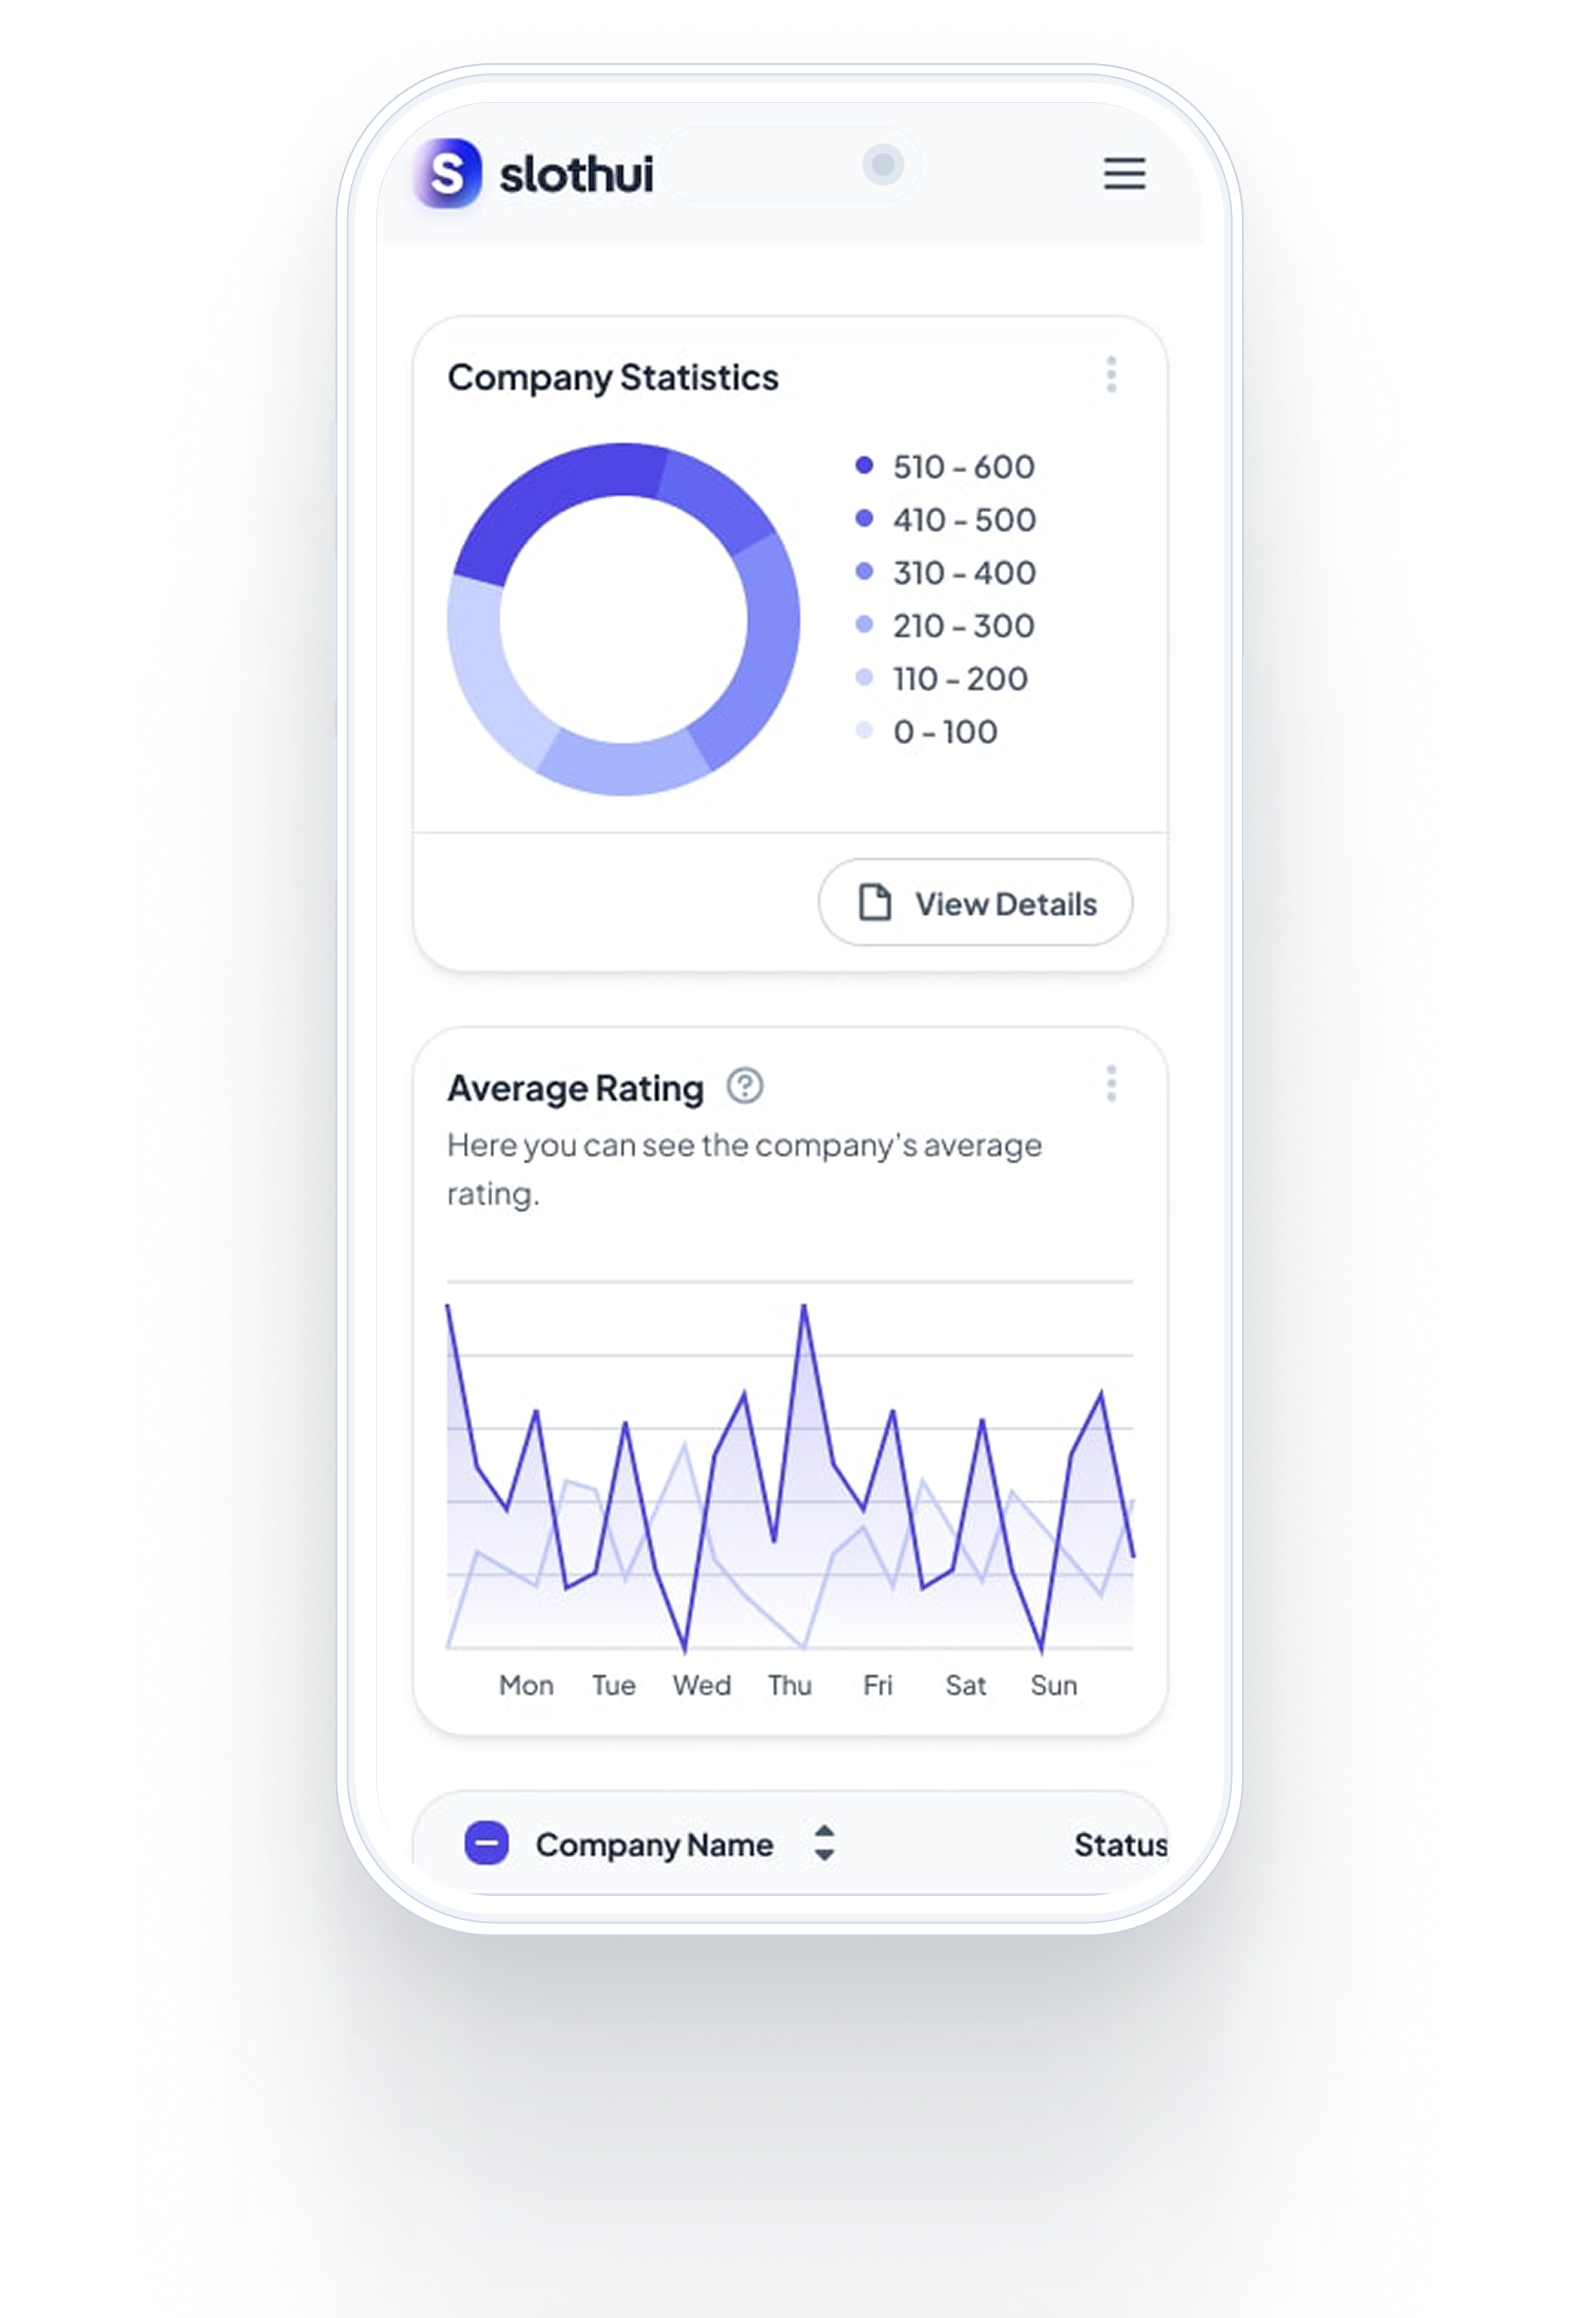 S slothui
Company Statistics
510 - 600
410 - 500
310 - 400
210 - 300
110 - 200
0 - 100
View Details
Average Rating
Here you can see the company's average
rating.
Mon Tue Wed Thu Fri Sat Sun
Company Name Status